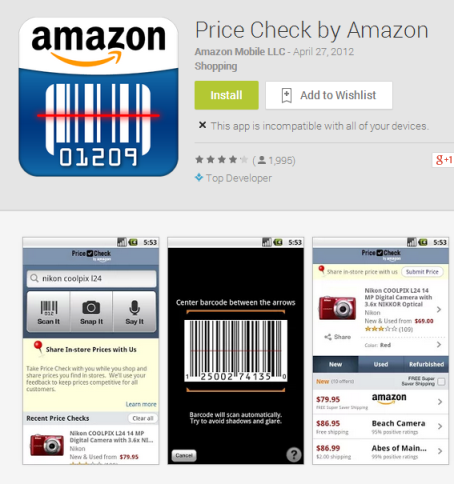 amazon
01209
Price Check by Amazon
Amazon Mobile LLC - April 27, 2012
Shopping
Install
Add to Wishlist
This app is incompatible with all of your devices.
(1,995)
g+1
Top Developer
5:53
Price Check
nikon coolpix l24
Scan It
Snap It
Say It
Share In-store Prices with Us
Take Price Check with you while you shop and
share prices you find in stores. We'll use your
feedback to keep prices competitive for all
customers.
Learn more
Recent Price Checks
Clear all
Nikon COOLPIX L24 14 MP
Digital Camera with 3.6x NI...
New & Used from $79.95
5:53
Center barcode between the arrows
1 25002 74135 0
Barcode will scan automatically.
Try to avoid shadows and glare.
Cancel
?
5:53
Price Check
Share in-store price with us
Submit Price
Nikon COOLPIX L24 14
MP Digital Camera with
3.6x NIKKOR Optical
Nikon
New & Used from $69.00
(109)
Share
Color: Red
New
Used
Refurbished
New (10 offers)
FREE Super
Saver Shipping
$79.95
amazon
FREE Super Saver Shipping
$86.95
Beach Camera
Free shipping
95% positive ratings
$86.99
Abes of Main...
$2.00 shipping
95% positive ratings